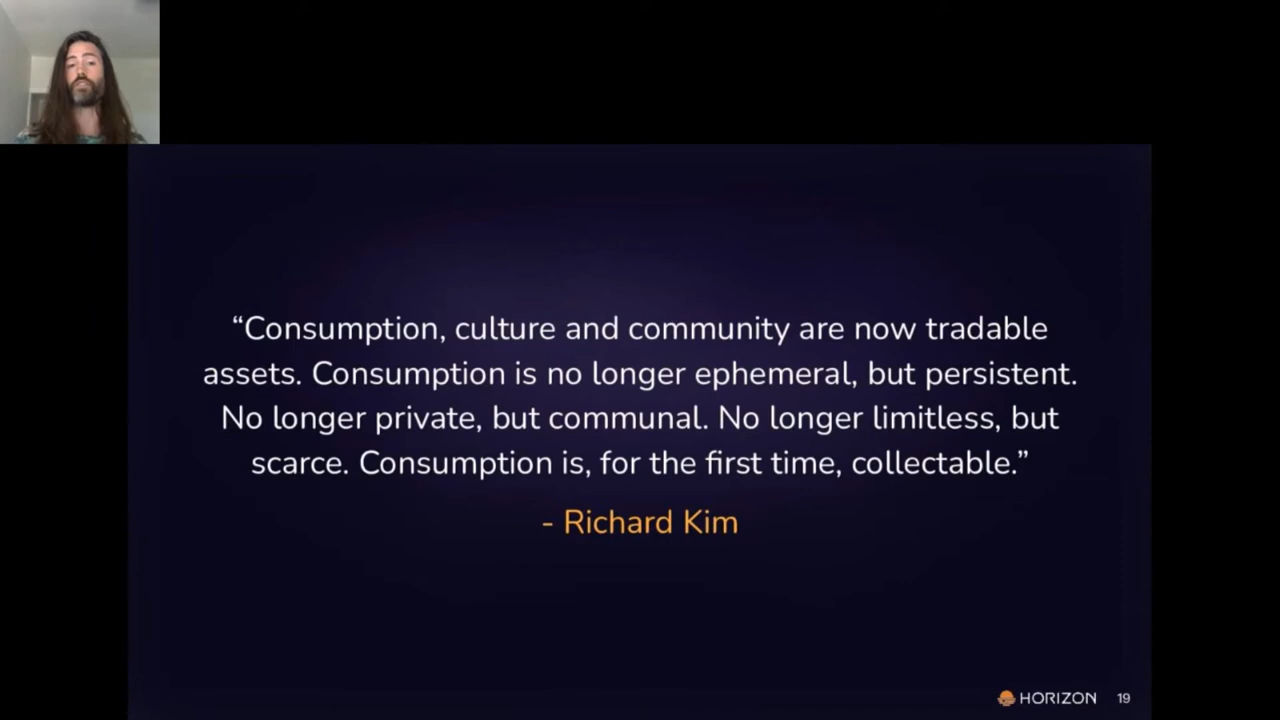 “Consumption, culture and community are now tradable
assets. Consumption is no longer ephemeral, but persistent.
No longer private, but communal. No longer limitless, but
scarce. Consumption is, for the first time, collectable.”
- Richard Kim
HORIZON 19